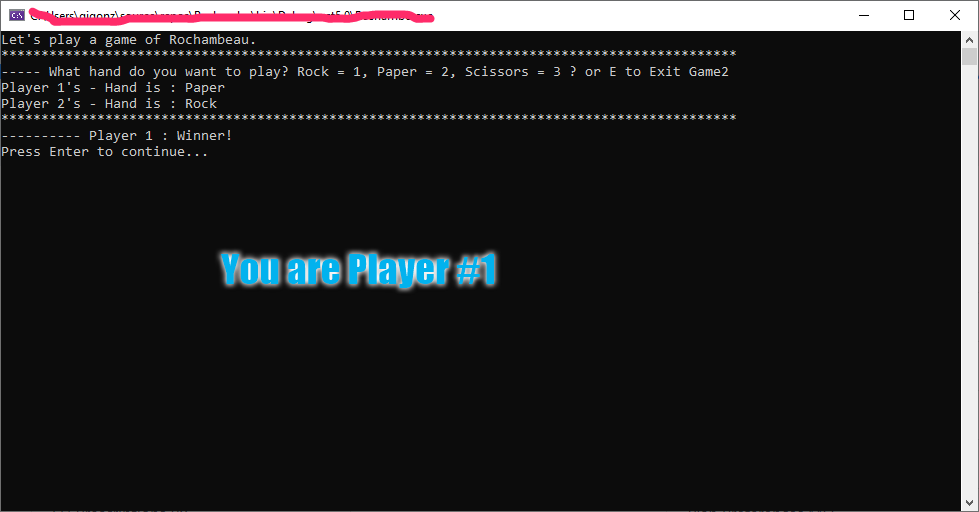 Let's play a game of Rochambeau.
********************************************************************************************
----- What hand do you want to play? Rock = 1, Paper = 2, Scissors = 3 ? or E to Exit Game2
Player 1's - Hand is : Paper
Player 2's - Hand is : Rock
********************************************************************************************
---------- Player 1 : Winner!
Press Enter to continue...
You are Player #1